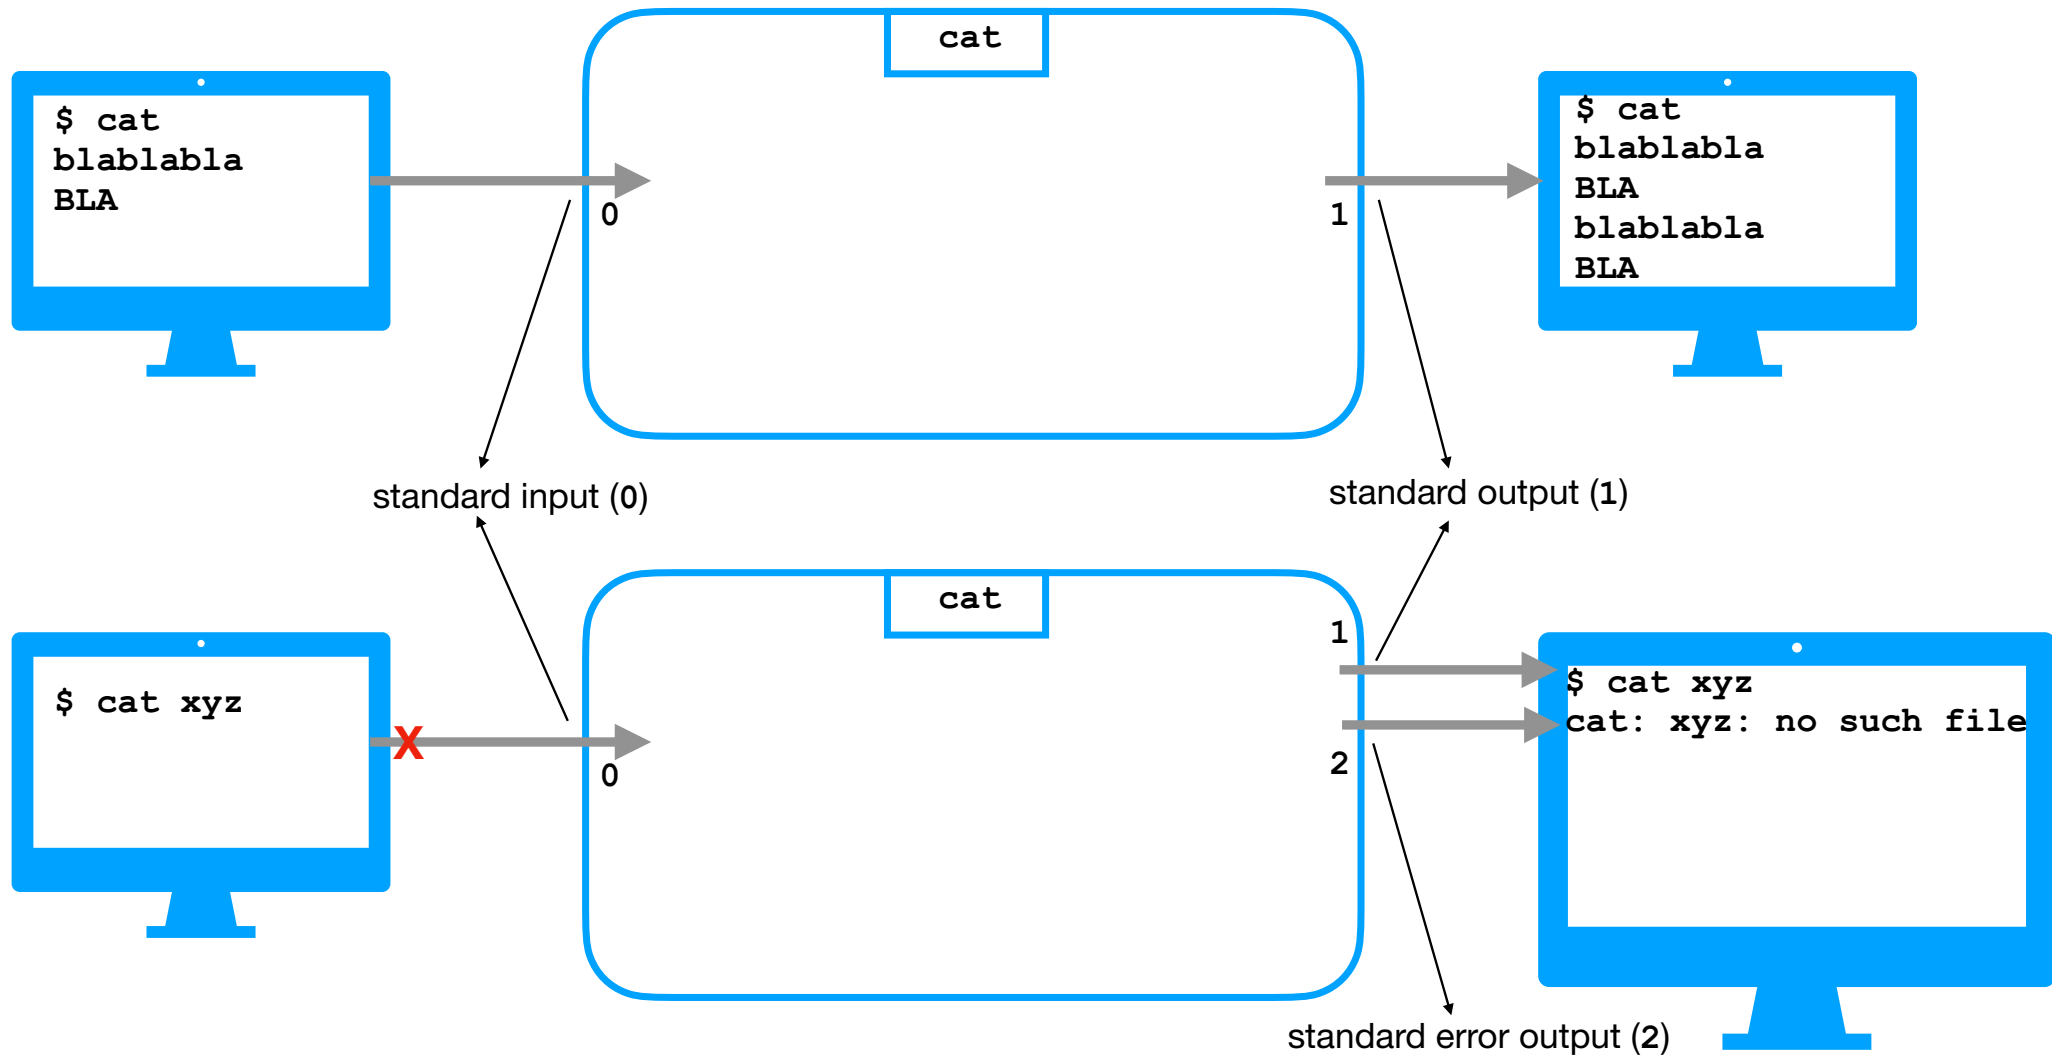 cat
$ cat
blablabla
BLA
0
1
$ cat
blablabla
BLA
blablabla
BLA
standard input (0)
standard output (1)
cat
$ cat xyz
X
0
1
2
$ cat xyz
cat: xyz: no such file
standard error output (2)